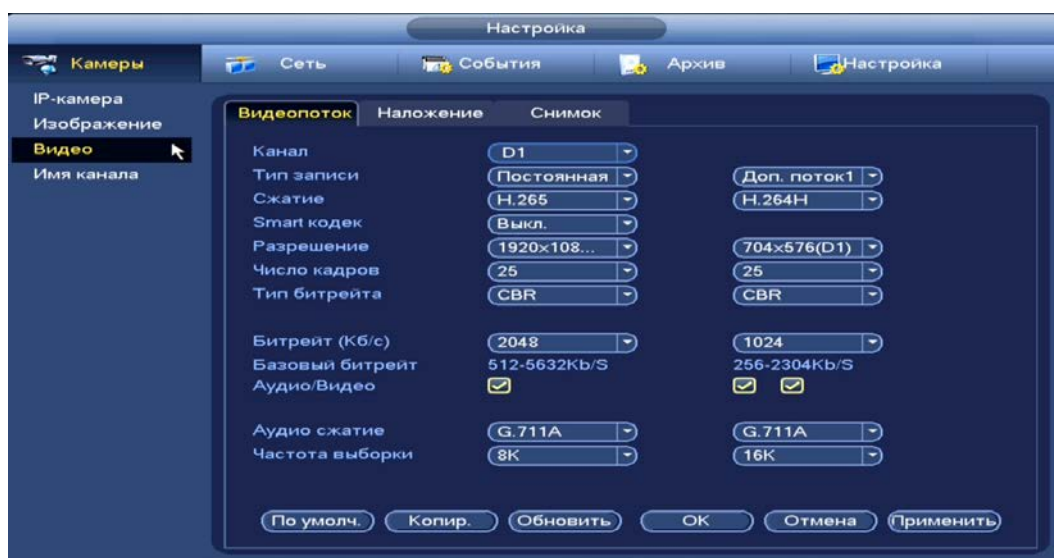 Настройка
Камеры Сеть События Архив Настройка
IP-камера
Изображение
Видео
Имя канала
Видеопоток Наложение Снимок
Канал D1
Тип записи Постоянная Доп. поток1
Сжатие H.265 H.264H
Smart кодек Выкл.
Разрешение 1920x108... 704x576(D1)
Число кадров 25 25
Тип битрейта CBR CBR
Битрейт (Кб/с) 2048 1024
Базовый битрейт 512-5632Kb/S 256-2304Kb/S
Аудио/Видео
Аудио сжатие G.711A G.711A
Частота выборки 8K 16K
По умолч. Копир. Обновить OK Отмена Применить